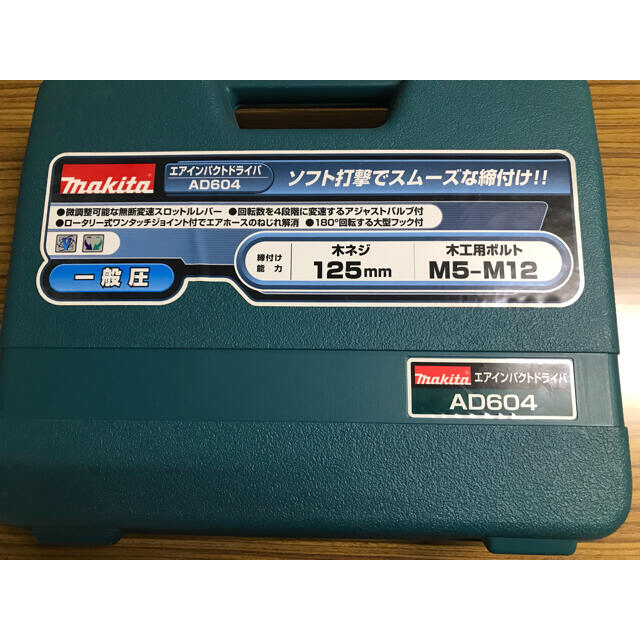 makita
エアインパクトドライバ
AD604
ソフト打撃でスムーズな締付け!!
●微調整可能な無断変速スロットルレバー ●回転数を4段階に変速するアジャストバルブ付
●ロータリー式ワンタッチジョイント付でエアホースのねじれ解消 ●180°回転する大型フック付
一般圧
締付け
能力
木ネジ
125mm
木工用ボルト
M5-M12
makita エアインパクトドライバ
AD604